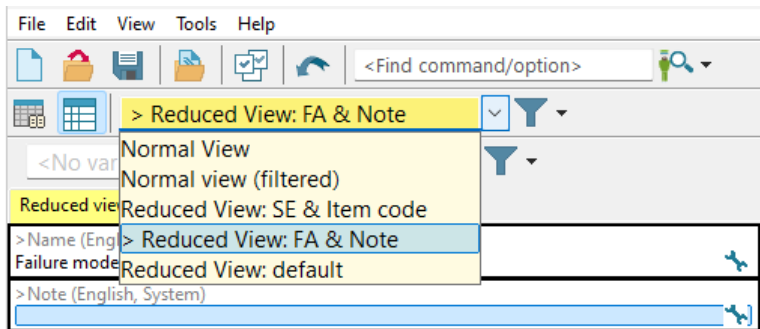 File Edit View Tools Help
<Find command/option>
> Reduced View: FA & Note
<No var
Normal View
Normal view (filtered)
Reduced View: SE & Item code
> Reduced View: FA & Note
Reduced View: default
Reduced vie
>Name (Engl
Failure mode
>Note (English, System)